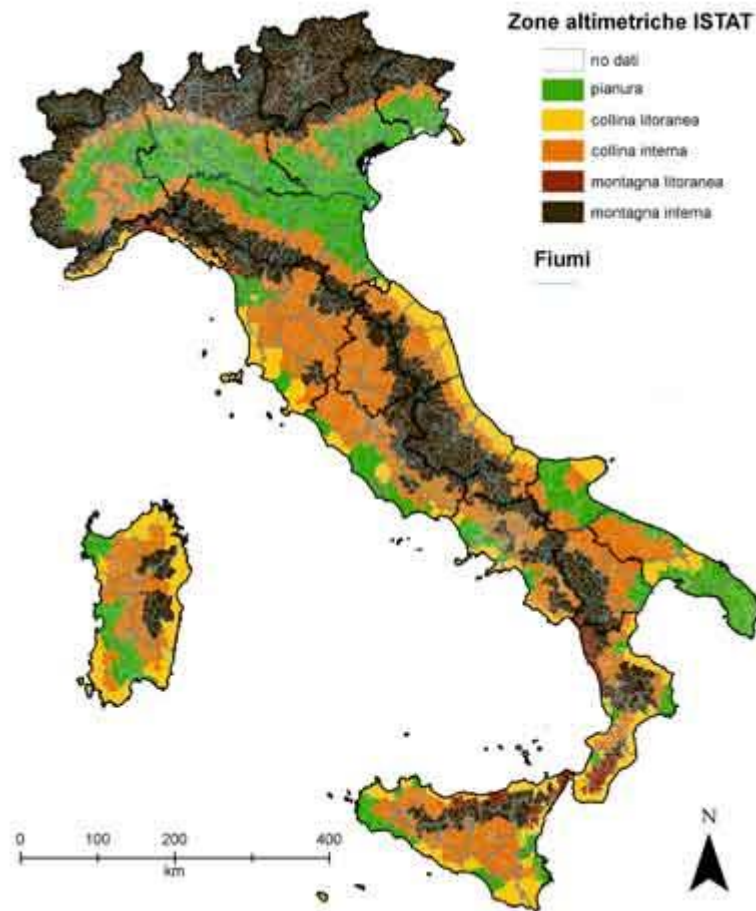 Zone altimetriche ISTAT
no dati
pianura
collina litoranea
collina interna
montagna litoranea
montagna interna
Fiumi
0 100 200 400
km
N